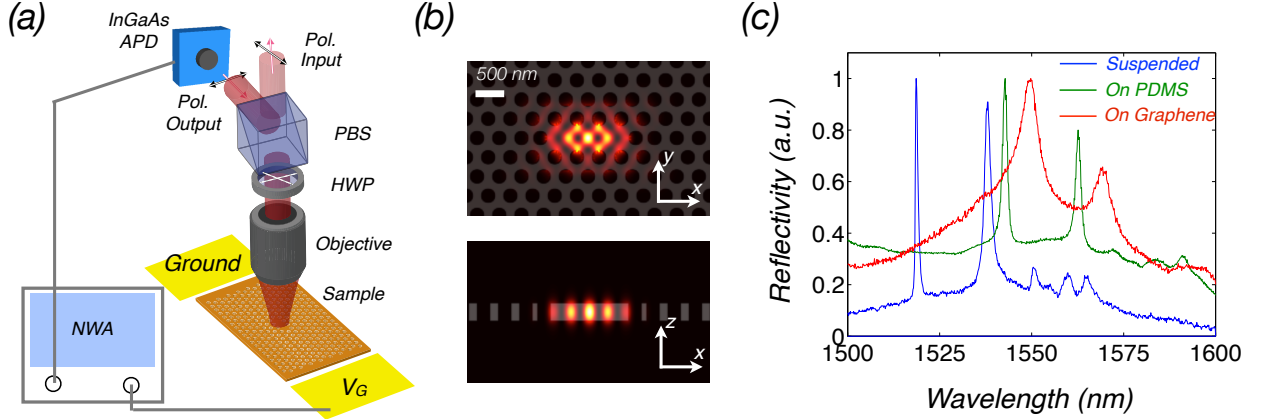 (a)
InGaAs
APD
Pol.
Input
Pol.
Output
PBS
HWP
Objective
Ground
Sample
NWA
VG
(b)
500 nm
y
x
z
x
(c)
Suspended
On PDMS
On Graphene
Reflectivity (a.u.)
1
0.8
0.6
0.4
0.2
0
1500
1525
1550
1575
1600
Wavelength (nm)